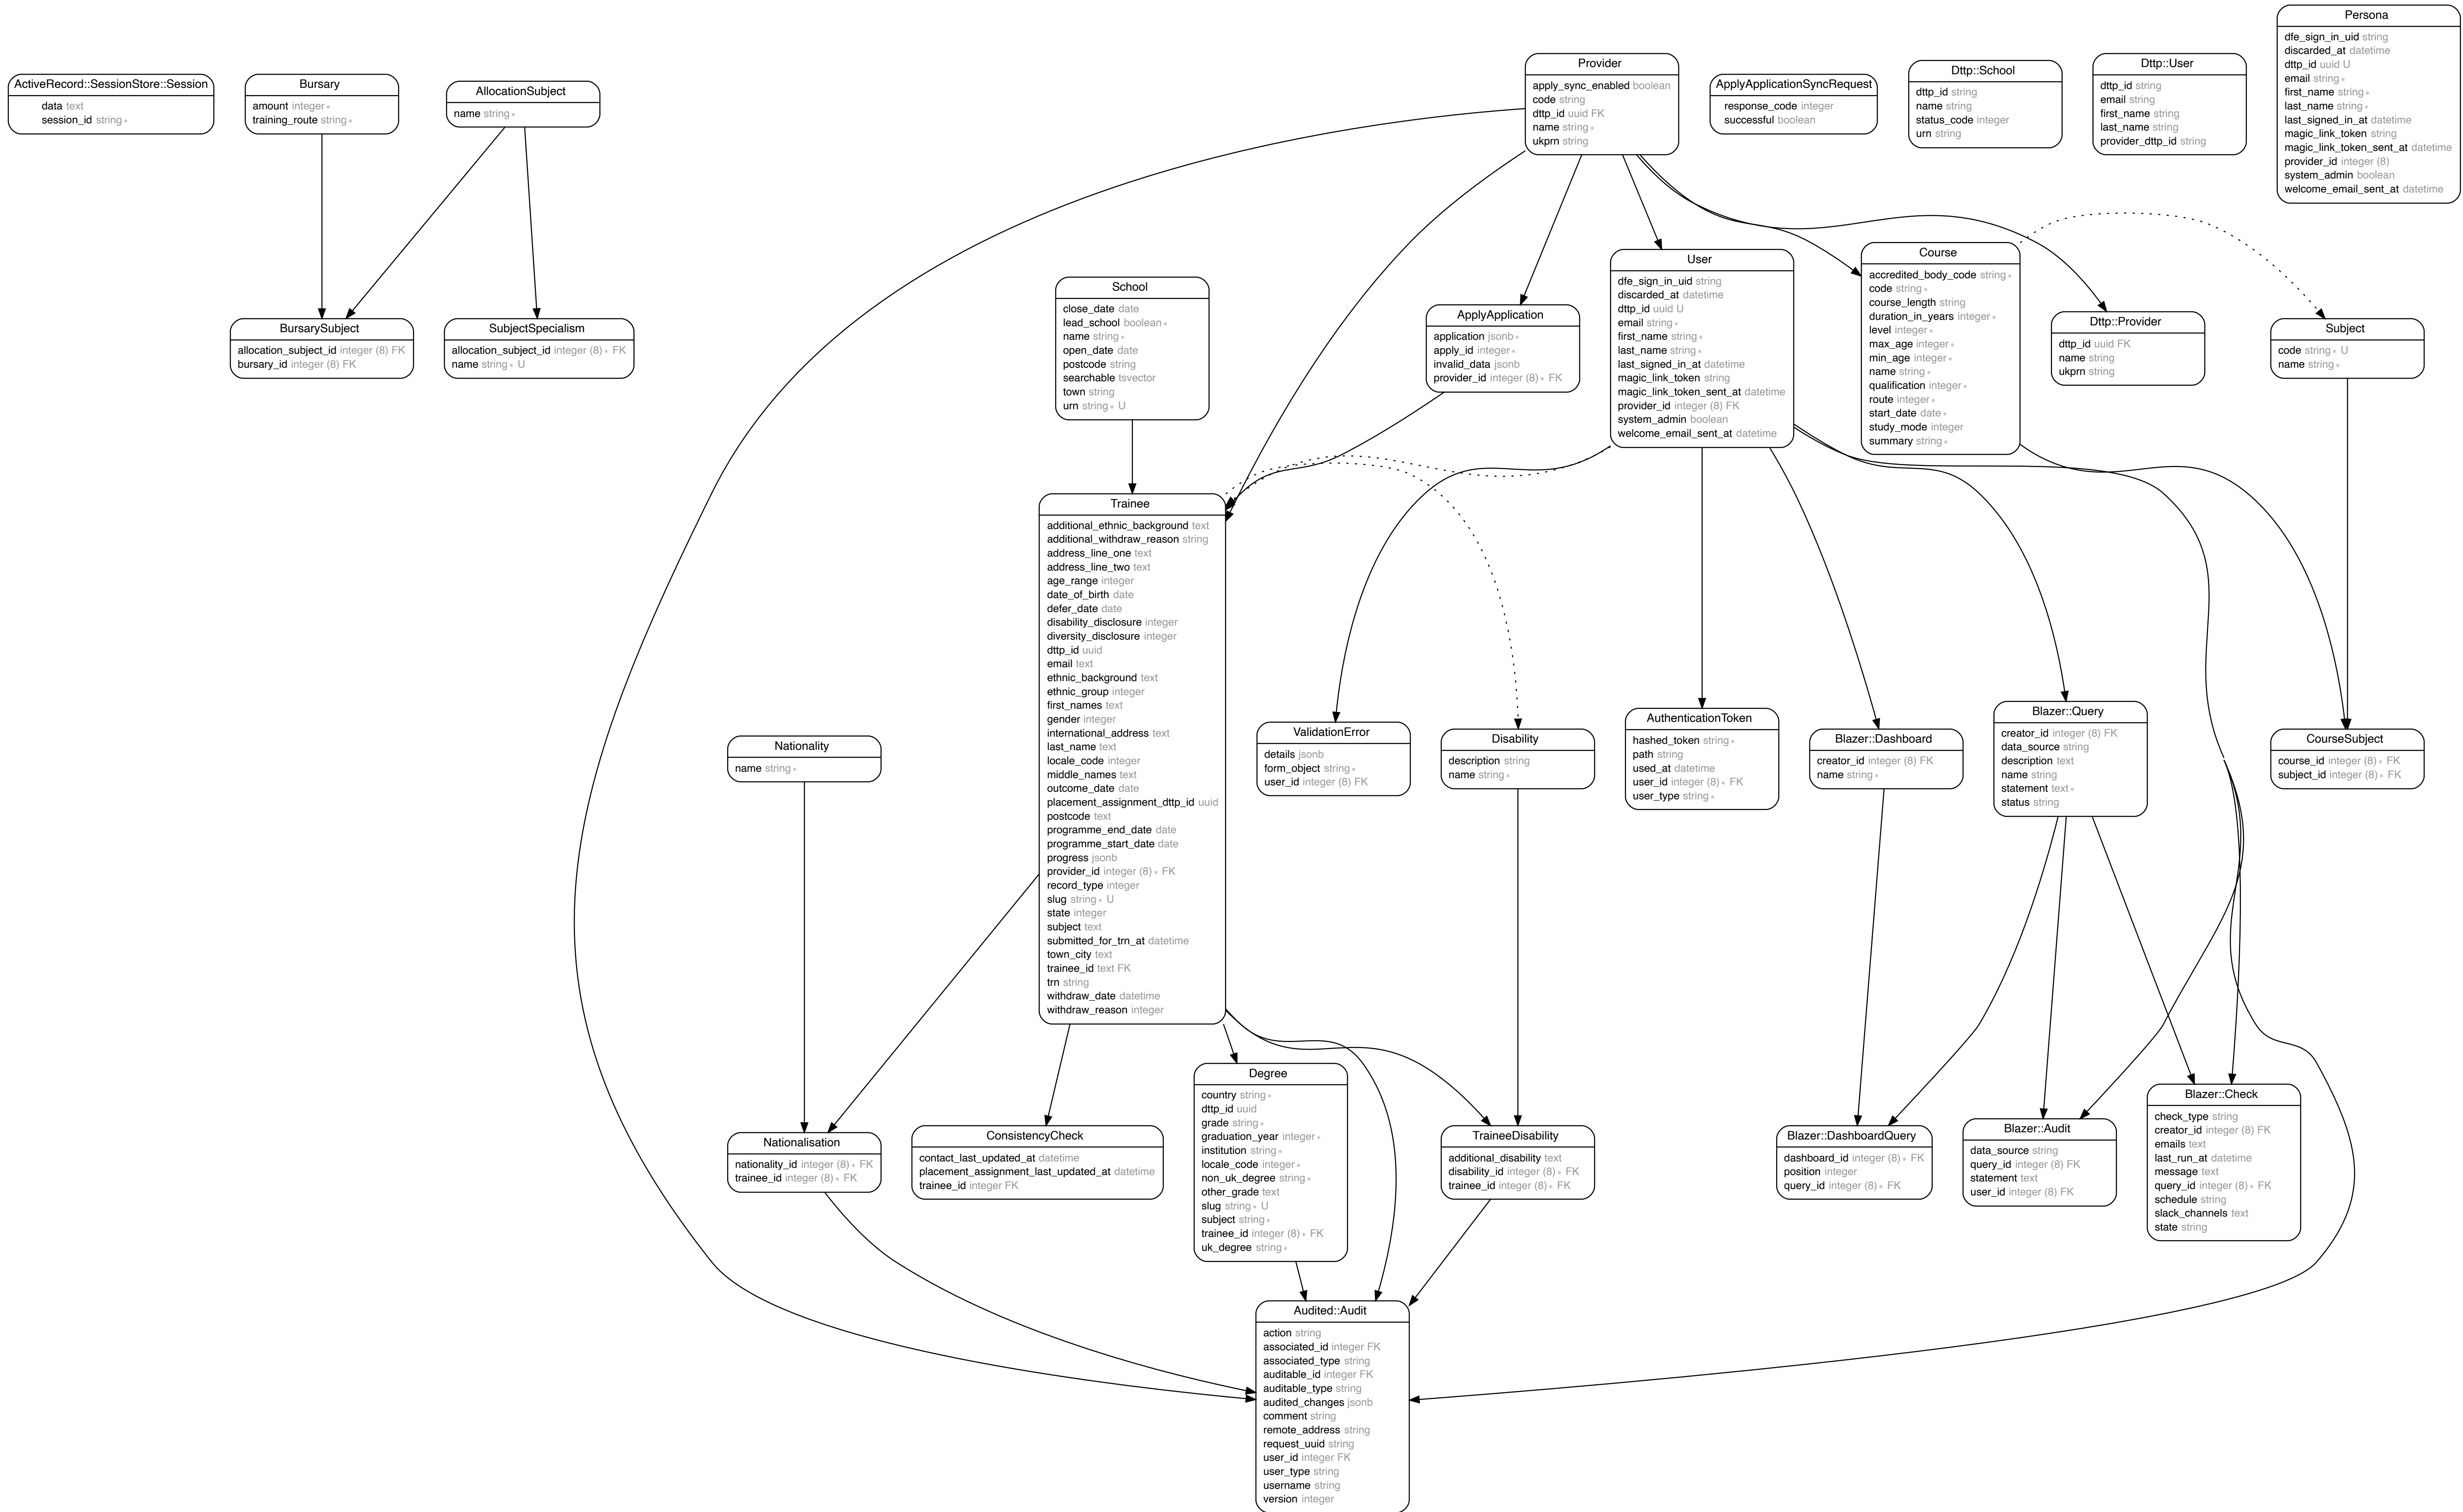 Persona
dfe_sign_in_uid string
discarded_at datetime
dttp_id uuid U
email string ∗
first_name string ∗
last_name string ∗
last_signed_in_at datetime
magic_link_token string
magic_link_token_sent_at datetime
provider_id integer (8)
system_admin boolean
welcome_email_sent_at datetime
ActiveRecord::SessionStore::Session
data text
session_id string ∗
Bursary
amount integer ∗
training_route string ∗
AllocationSubject
name string ∗
Provider
apply_sync_enabled boolean
code string
dttp_id uuid FK
name string ∗
ukprn string
ApplyApplicationSyncRequest
response_code integer
successful boolean
Dttp::School
dttp_id string
name string
status_code integer
urn string
Dttp::User
dttp_id string
email string
first_name string
last_name string
provider_dttp_id string
BursarySubject
allocation_subject_id integer (8) FK
bursary_id integer (8) FK
SubjectSpecialism
allocation_subject_id integer (8) ∗ FK
name string ∗ U
School
close_date date
lead_school boolean ∗
name string ∗
open_date date
postcode string
searchable tsvector
town string
urn string ∗ U
ApplyApplication
application jsonb ∗
apply_id integer ∗
invalid_data jsonb
provider_id integer (8) ∗ FK
User
dfe_sign_in_uid string
discarded_at datetime
dttp_id uuid U
email string ∗
first_name string ∗
last_name string ∗
last_signed_in_at datetime
magic_link_token string
magic_link_token_sent_at datetime
provider_id integer (8) FK
system_admin boolean
welcome_email_sent_at datetime
Course
accredited_body_code string ∗
code string ∗
course_length string
duration_in_years integer ∗
level integer ∗
max_age integer ∗
min_age integer ∗
name string ∗
qualification integer ∗
route integer ∗
start_date date ∗
study_mode integer
summary string ∗
Dttp::Provider
dttp_id uuid FK
name string
ukprn string
Subject
code string ∗ U
name string ∗
Trainee
additional_ethnic_background text
additional_withdraw_reason string
address_line_one text
address_line_two text
age_range integer
date_of_birth date
defer_date date
disability_disclosure integer
diversity_disclosure integer
dttp_id uuid
email text
ethnic_background text
ethnic_group integer
first_names text
gender integer
international_address text
last_name text
locale_code integer
middle_names text
outcome_date date
placement_assignment_dttp_id uuid
postcode text
programme_end_date date
programme_start_date date
progress jsonb
provider_id integer (8) ∗ FK
record_type integer
slug string ∗ U
state integer
subject text
submitted_for_trn_at datetime
town_city text
trainee_id text FK
trn string
withdraw_date datetime
withdraw_reason integer
Nationality
name string ∗
ValidationError
details jsonb
form_object string ∗
user_id integer (8) FK
Disability
description string
name string ∗
AuthenticationToken
hashed_token string ∗
path string
used_at datetime
user_id integer (8) ∗ FK
user_type string ∗
Blazer::Dashboard
creator_id integer (8) FK
name string ∗
Blazer::Query
creator_id integer (8) FK
data_source string
description text
name string
statement text ∗
status string
CourseSubject
course_id integer (8) ∗ FK
subject_id integer (8) ∗ FK
Nationalisation
nationality_id integer (8) ∗ FK
trainee_id integer (8) ∗ FK
ConsistencyCheck
contact_last_updated_at datetime
placement_assignment_last_updated_at datetime
trainee_id integer FK
Degree
country string ∗
dttp_id uuid
grade string ∗
graduation_year integer ∗
institution string ∗
locale_code integer ∗
non_uk_degree string ∗
other_grade text
slug string ∗ U
subject string ∗
trainee_id integer (8) ∗ FK
uk_degree string ∗
TraineeDisability
additional_disability text
disability_id integer (8) ∗ FK
trainee_id integer (8) ∗ FK
Blazer::DashboardQuery
dashboard_id integer (8) ∗ FK
position integer
query_id integer (8) ∗ FK
Blazer::Audit
data_source string
query_id integer (8) FK
statement text
user_id integer (8) FK
Blazer::Check
check_type string
creator_id integer (8) FK
emails text
last_run_at datetime
message text
query_id integer (8) ∗ FK
schedule string
slack_channels text
state string
Audited::Audit
action string
associated_id integer FK
associated_type string
auditable_id integer FK
auditable_type string
audited_changes jsonb
comment string
remote_address string
request_uuid string
user_id integer FK
user_type string
username string
version integer